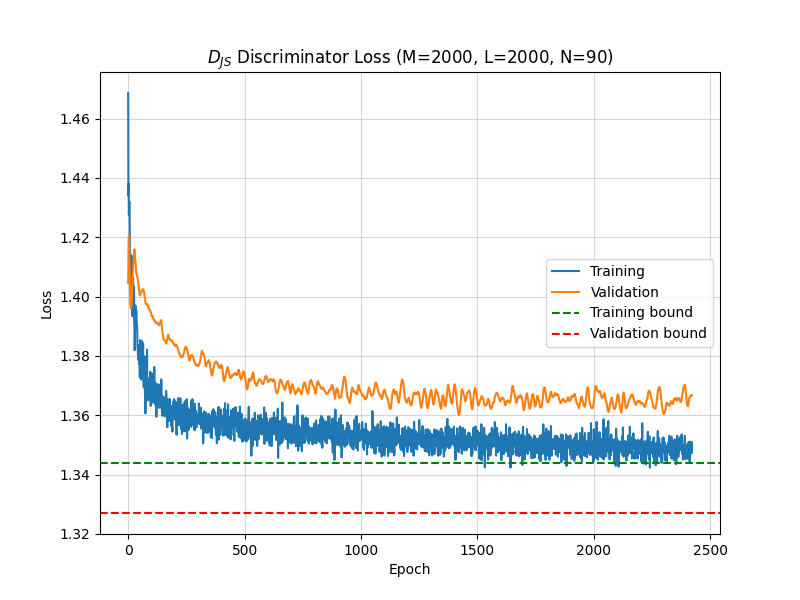 D_JS Discriminator Loss (M=2000, L=2000, N=90)
Loss
1.46
1.44
1.42
1.40
1.38
1.36
1.34
1.32
Training
Validation
Training bound
Validation bound
0 500 1000 1500 2000 2500
Epoch